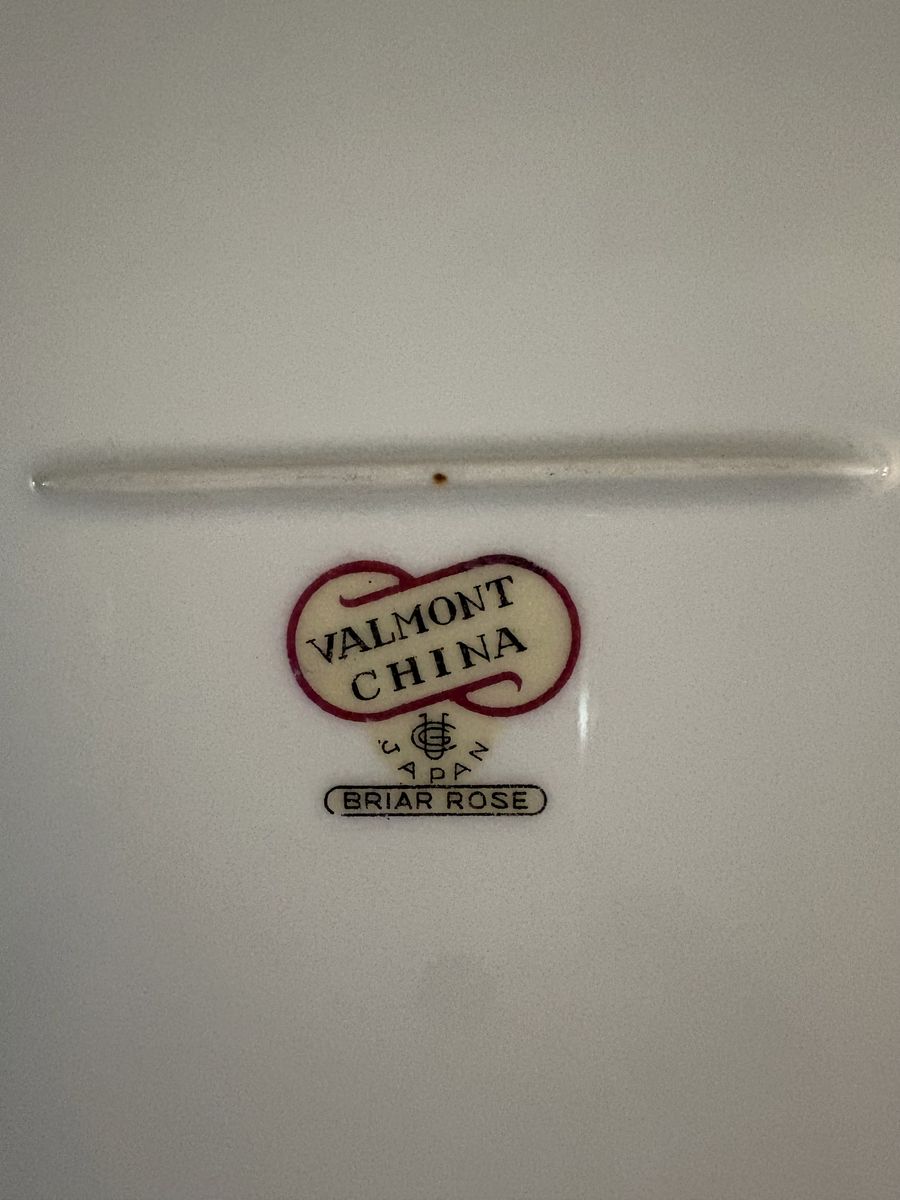 VALMONT
CHINA
JAPAN
BRIAR ROSE